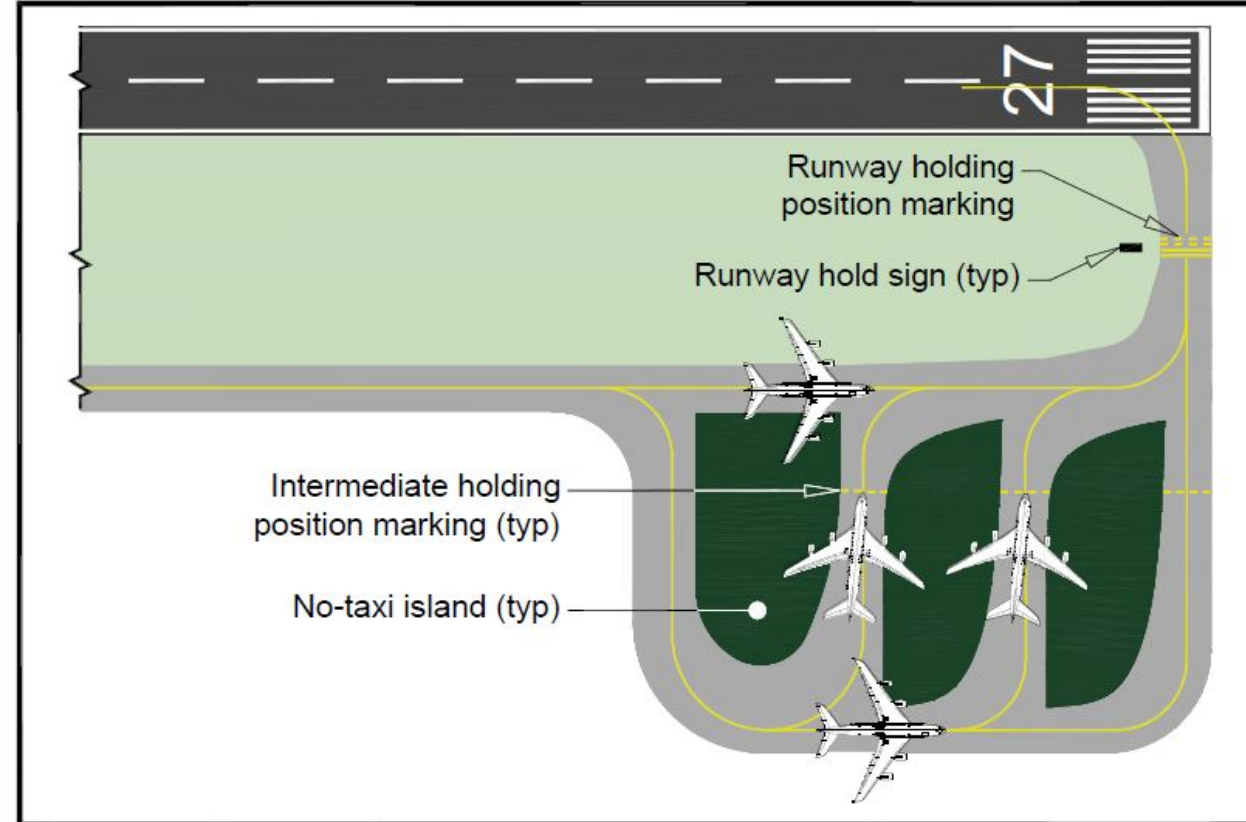 27
Runway holding
position marking
Runway hold sign (typ)
Intermediate holding
position marking (typ)
No-taxi island (typ)